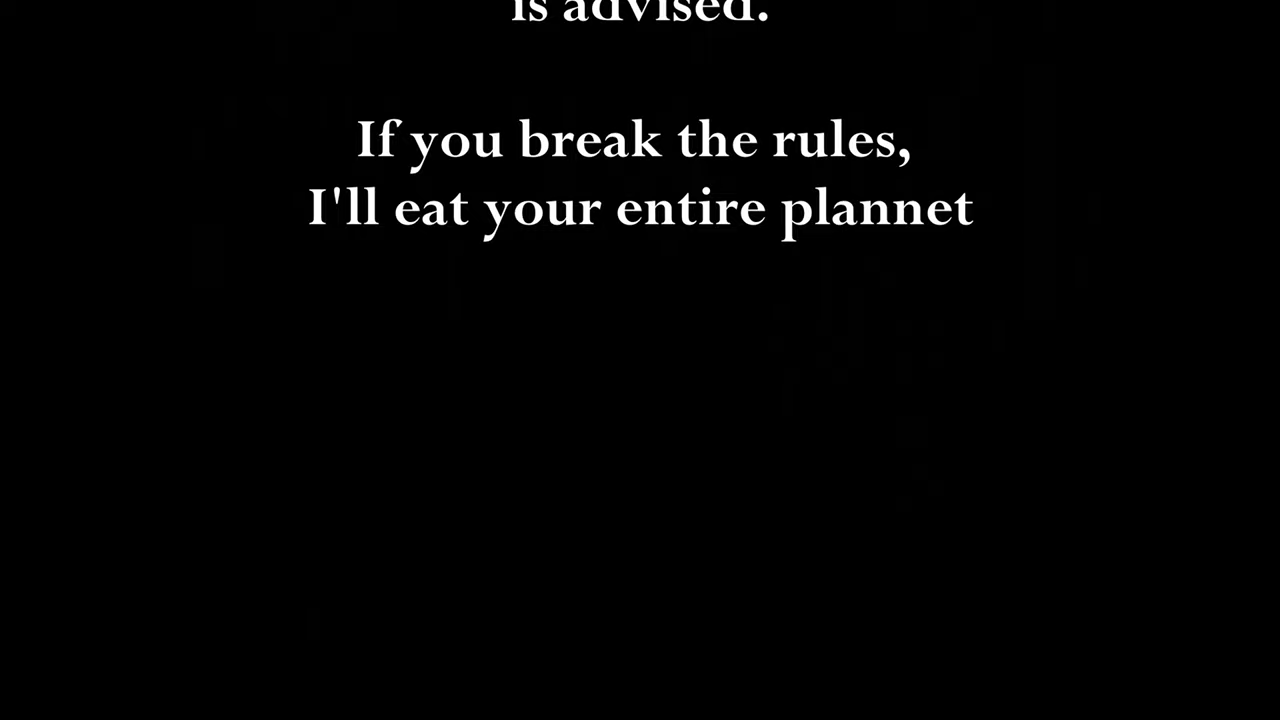 is advised.
If you break the rules,
I'll eat your entire plannet